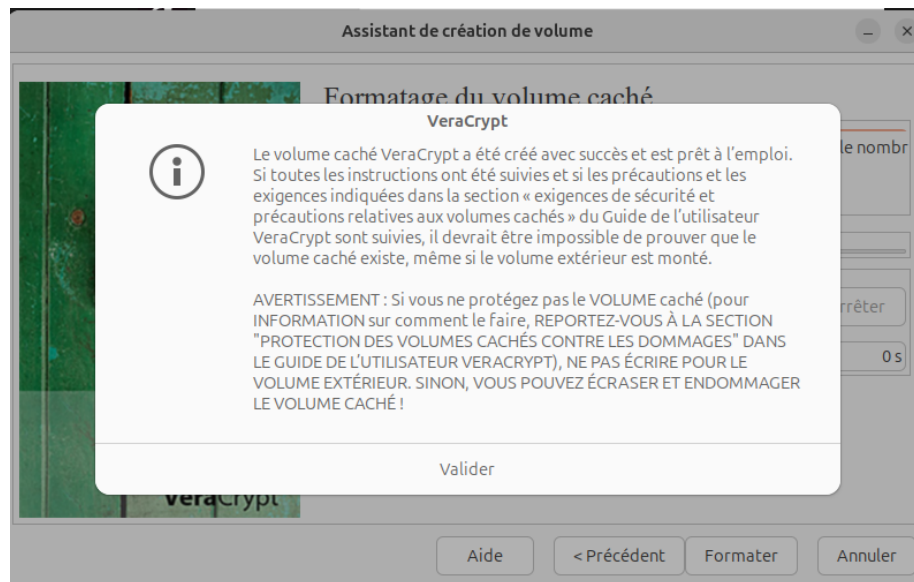 Assistant de création de volume
Formatage du volume caché
VeraCrypt
le nombr
Le volume caché VeraCrypt a été créé avec succès et est prêt à l'emploi.
Si toutes les instructions ont été suivies et si les précautions et les
exigences indiquées dans la section « exigences de sécurité et
précautions relatives aux volumes cachés » du Guide de l'utilisateur
VeraCrypt sont suivies, il devrait être impossible de prouver que le
volume caché existe, même si le volume extérieur est monté.
AVERTISSEMENT : Si vous ne protégez pas le VOLUME caché (pour
INFORMATION sur comment le faire, REPORTEZ-VOUS À LA SECTION
"PROTECTION DES VOLUMES CACHÉS CONTRE LES DOMMAGES" DANS
LE GUIDE DE L'UTILISATEUR VERACRYPT), NE PAS ÉCRIRE POUR LE
VOLUME EXTÉRIEUR. SINON, VOUS POUVEZ ÉCRASER ET ENDOMMAGER
LE VOLUME CACHÉ !
rrêter
0 s
Valider
VeraCrypt
Aide
< Précédent
Formater
Annuler